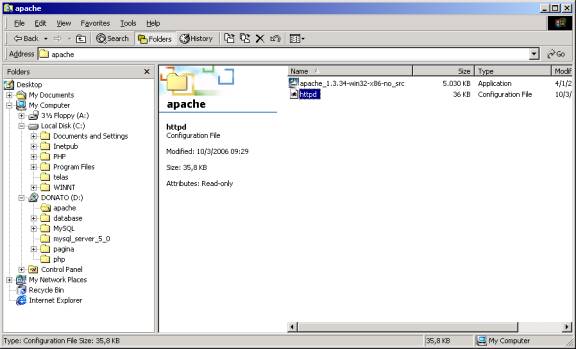 apache
File Edit View Favorites Tools Help
Back Search Folders History
Address apache Go
Folders
Desktop
My Documents
My Computer
3½ Floppy (A:)
Local Disk (C:)
Documents and Settings
Inetpub
PHP
Program Files
telas
WINNT
DONATO (D:)
apache
database
MySQL
mysql_server_5_0
pagina
php
Control Panel
My Network Places
Recycle Bin
Internet Explorer
apache
httpd
Configuration File
Modified: 10/3/2006 09:29
Size: 35,8 KB
Attributes: Read-only
Name Size Type Modif
apache_1.3.34-win32-x86-no_src 5.030 KB Application 4/1/2
httpd 36 KB Configuration File 10/3/
Type: Configuration File Size: 35,8 KB 35,8 KB My Computer